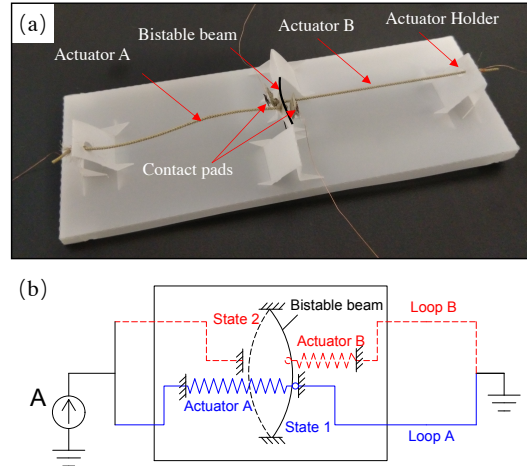 (a)
Actuator Holder
Bistable beam
Actuator B
Actuator A
Contact pads
(b)
State 2
Bistable beam
Loop B
Actuator B
A
Actuator A
State 1
Loop A